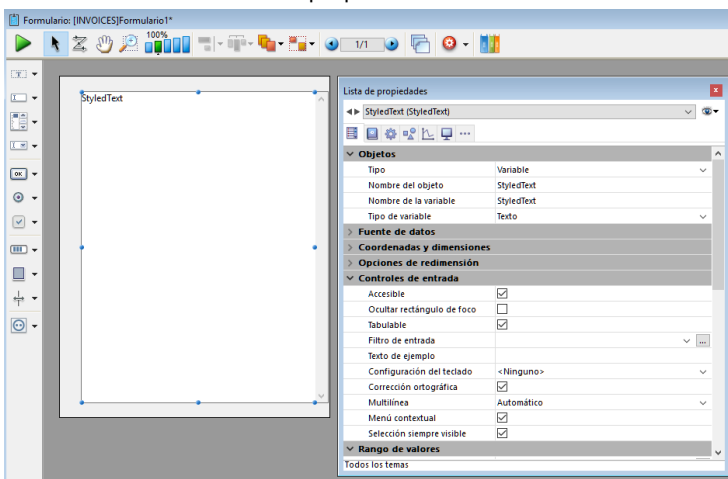 Formulario: [INVOICES]Formulario1*
100%
1/1
StyledText
OK
Lista de propiedades
StyledText (StyledText)
Objetos
Tipo Variable
Nombre del objeto StyledText
Nombre de la variable StyledText
Tipo de variable Texto
Fuente de datos
Coordenadas y dimensiones
Opciones de redimensión
Controles de entrada
Accesible
Ocultar rectángulo de foco
Tabulable
Filtro de entrada
...
Texto de ejemplo
Configuración del teclado <Ninguno>
Corrección ortográfica
Multilínea Automático
Menú contextual
Selección siempre visible
Rango de valores
Todos los temas